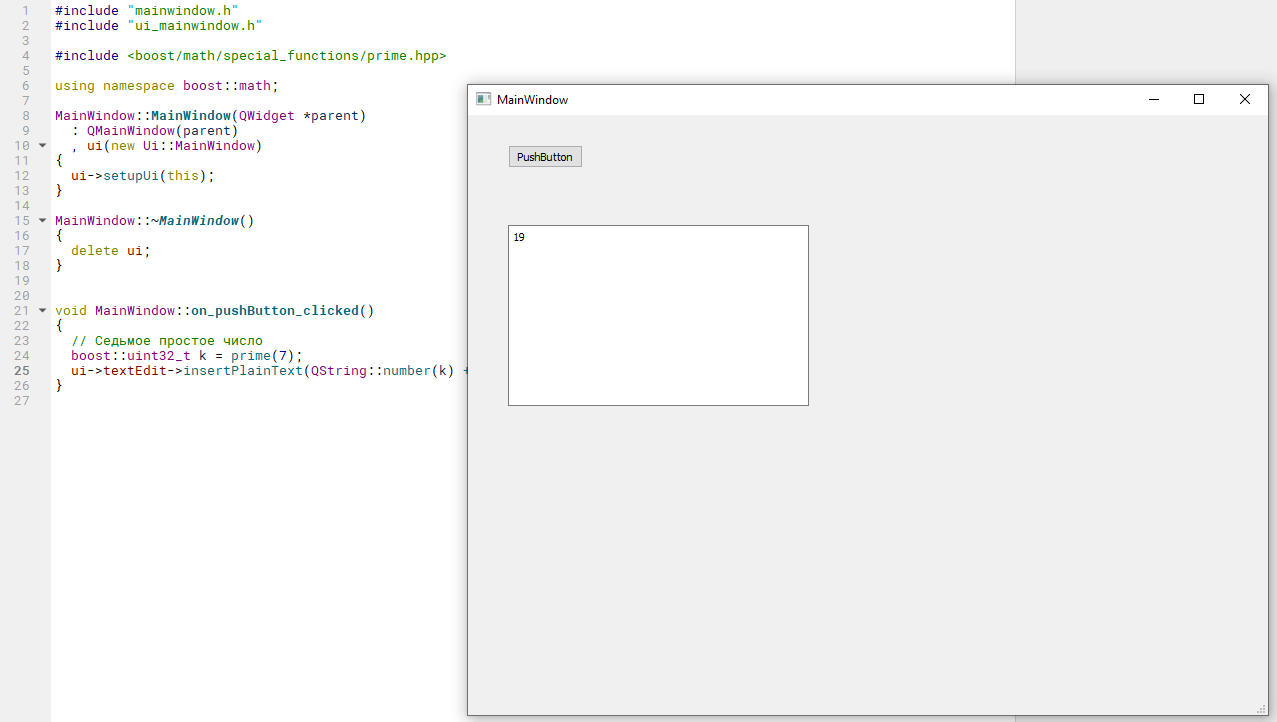 1 #include "mainwindow.h"
2 #include "ui_mainwindow.h"
3
4 #include <boost/math/special_functions/prime.hpp>
5
6 using namespace boost::math;
7
8 MainWindow::MainWindow(QWidget *parent)
9   : QMainWindow(parent)
10   , ui(new Ui::MainWindow)
11 {
12   ui->setupUi(this);
13 }
14
15 MainWindow::~MainWindow()
16 {
17   delete ui;
18 }
19
20
21 void MainWindow::on_pushButton_clicked()
22 {
23   // Седьмое простое число
24   boost::uint32_t k = prime(7);
25   ui->textEdit->insertPlainText(QString::number(k) +
26 }
27
MainWindow
PushButton
19